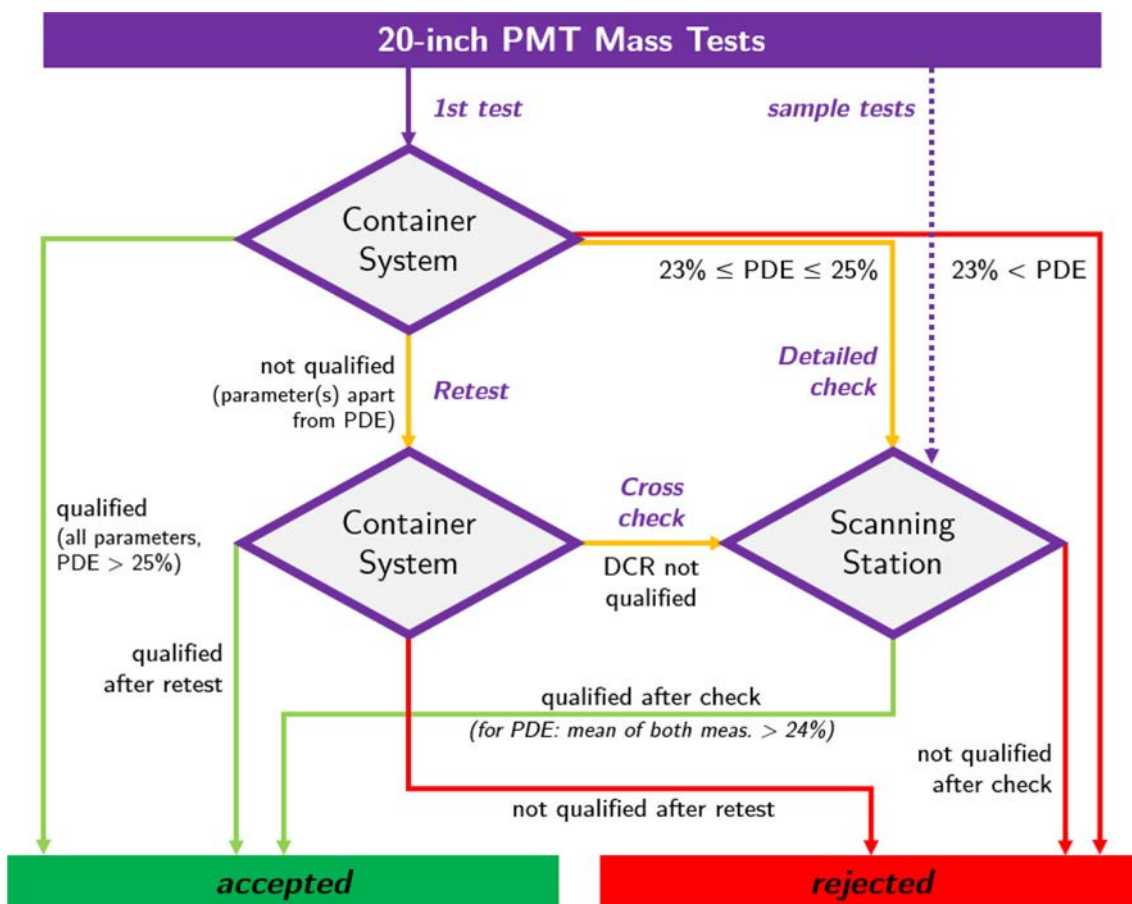 20-inch PMT Mass Tests
1st test
sample tests
Container
System
23% ≤ PDE ≤ 25%
23% < PDE
not qualified
(parameter(s) apart
from PDE)
Retest
Detailed
check
qualified
(all parameters,
PDE > 25%)
Container
System
Cross
check
DCR not
qualified
Scanning
Station
qualified
after retest
qualified after check
(for PDE: mean of both meas. > 24%)
not qualified
after check
not qualified after retest
accepted
rejected